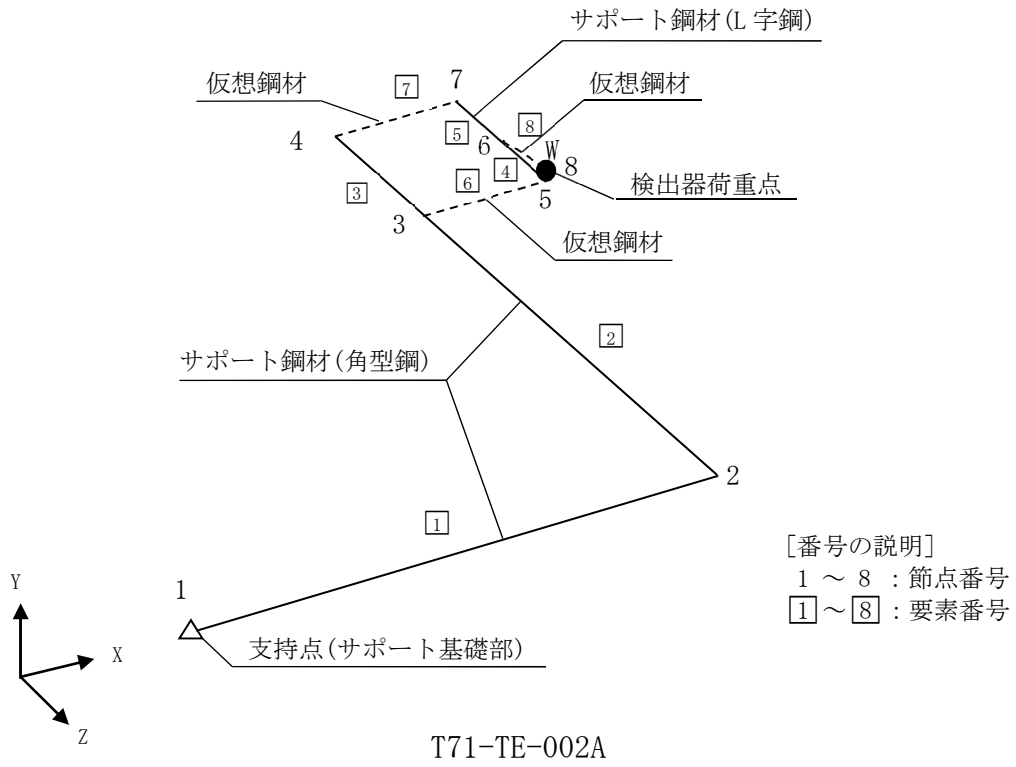 サポート鋼材(L 字鋼)
仮想鋼材
7
7
仮想鋼材
4
5
8
6
W
8
3
6
4
5
検出器荷重点
3
仮想鋼材
2
サポート鋼材(角型鋼)
2
1
[番号の説明]
1 ~ 8 : 節点番号
1 ~ 8 : 要素番号
1
Y
X
Z
支持点(サポート基礎部)
T71-TE-002A